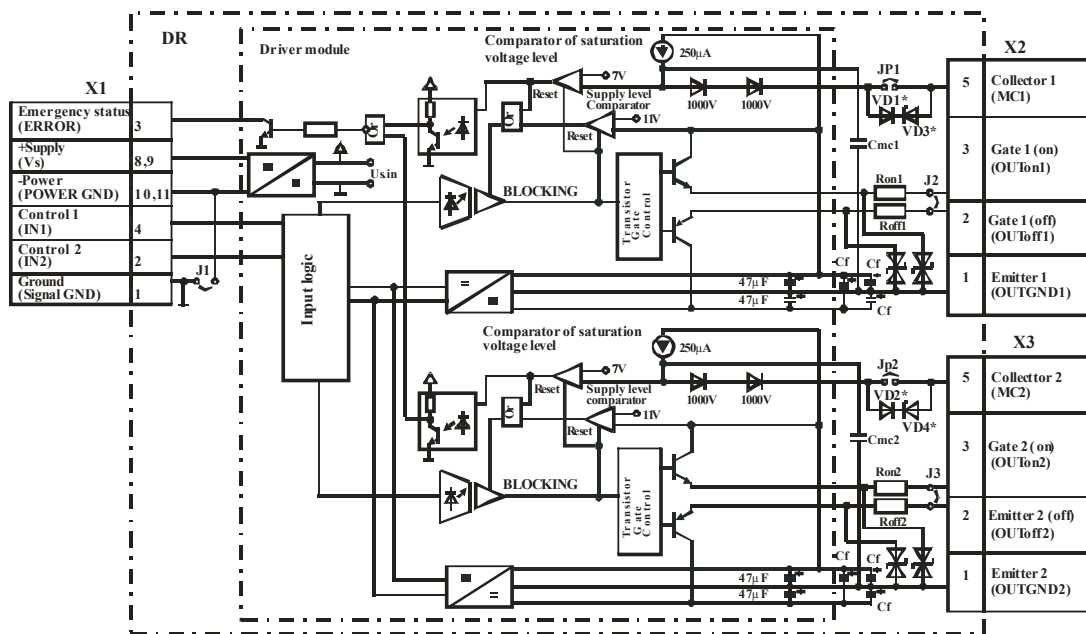 DR
Driver module
X1
Emergency status
(ERROR)
3
+Supply
(Vs)
8,9
-Power
(POWER GND)
10,11
Control 1
(IN1)
4
Control 2
(IN2)
2
Ground
(Signal GND)
1
J1
Comparator of saturation
voltage level
250μA
7V
Reset
Supply level
Comparator
11V
Reset
Or
Or
1000V
1000V
Us.in
BLOCKING
Transistor
Gate
Control
Input logic
=
=
47μF
47μF
Cf
Cf
Cf
Cmc1
JP1
VD1*
VD3*
Ron1
Roff1
J2
X2
5
Collector 1
(MC1)
3
Gate 1 (on)
(OUTon1)
2
Gate 1 (off)
(OUToff1)
1
Emitter 1
(OUTGND1)
Comparator of saturation
voltage level
250μA
7V
Reset
Supply level
comparator
11V
Reset
Or
1000V
1000V
BLOCKING
Transistor
Gate
Control
=
=
47μF
47μF
Cf
Cf
Cf
Cmc2
Jp2
VD2*
VD4*
Ron2
Roff2
J3
X3
5
Collecttor 2
(MC2)
3
Gate 2 (on)
(OUTon2)
2
Emitter 2 (off)
(OUToff2)
1
Emitter 2
(OUTGND2)